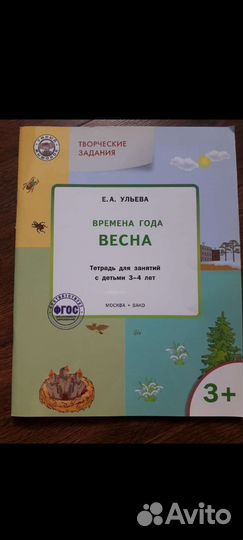 ТВОРЧЕСКИЕ
ЗАДАНИЯ
Е.А. УЛЬЕВА
ВРЕМЕНА ГОДА
ВЕСНА
Тетрадь для занятий
с детьми 3–4 лет
ФГОС
МОСКВА • ВАКО
3+
Avito